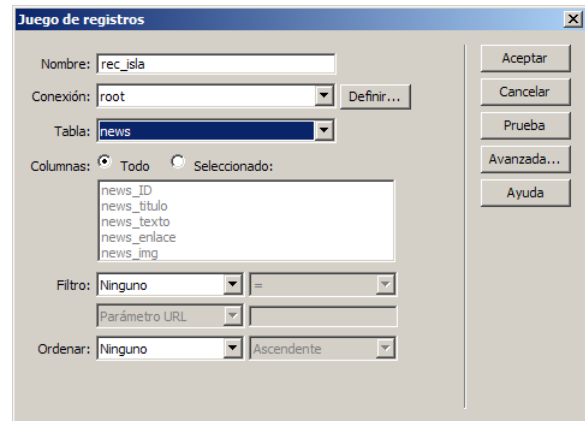 Juego de registros
Nombre: rec_isla
Aceptar
Conexión: root Definir...
Cancelar
Tabla: news
Prueba
Columnas: Todo Seleccionado:
Avanzada...
news_ID
news_titulo
news_texto
news_enlace
news_img
Ayuda
Filtro: Ninguno =
Parámetro URL
Ordenar: Ninguno Ascendente